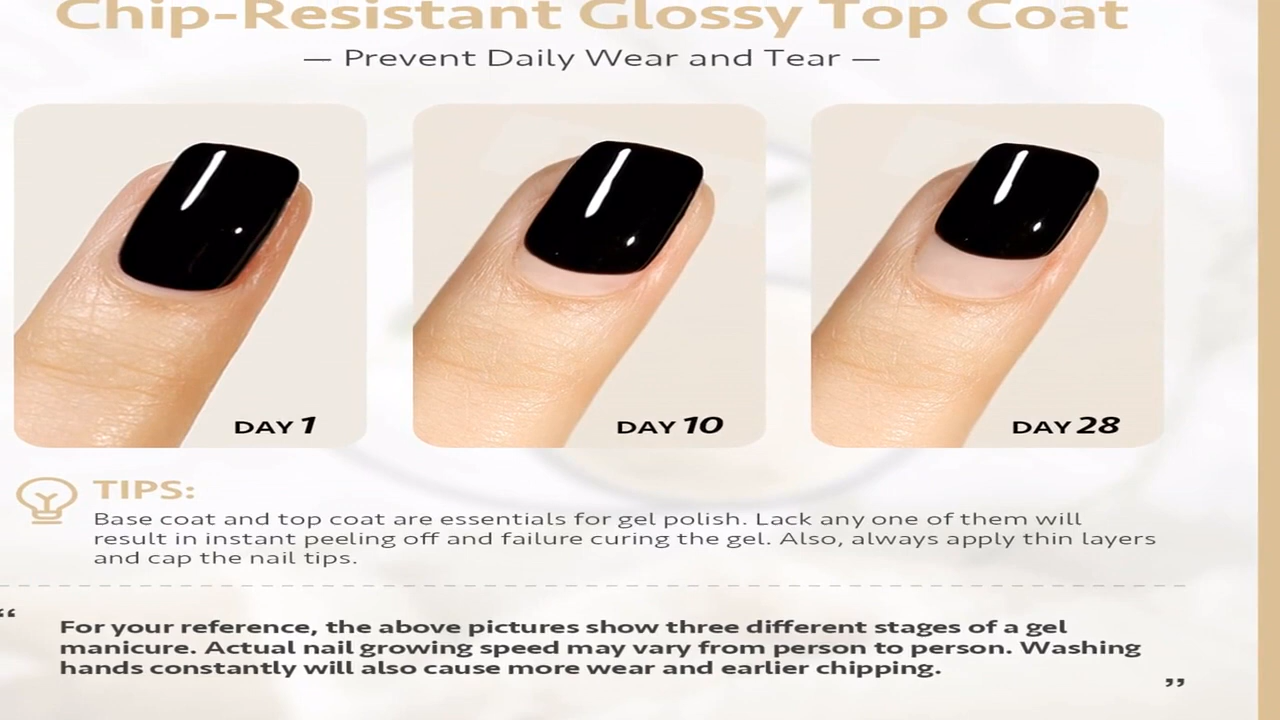 Chip-Resistant Glossy Top Coat
— Prevent Daily Wear and Tear —
DAY 1
DAY 10
DAY 28
TIPS:
Base coat and top coat are essentials for gel polish. Lack any one of them will
result in instant peeling off and failure curing the gel. Also, always apply thin layers
and cap the nail tips.
“
For your reference, the above pictures show three different stages of a gel
manicure. Actual nail growing speed may vary from person to person. Washing
hands constantly will also cause more wear and earlier chipping.
”